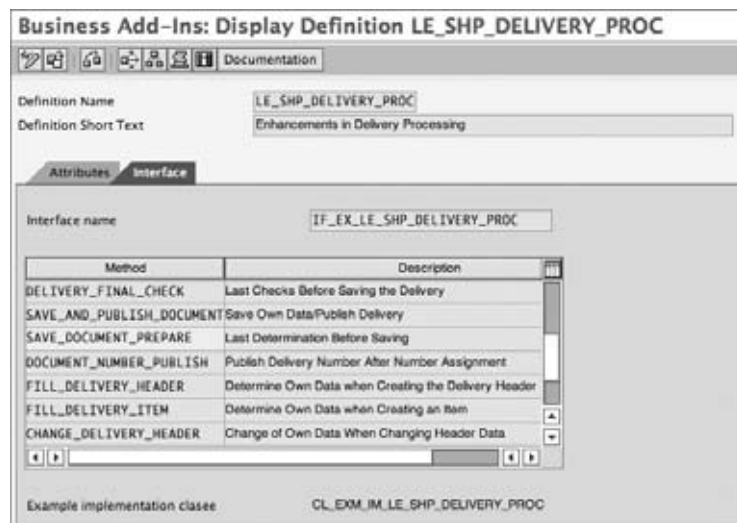 Business Add-Ins: Display Definition LE_SHP_DELIVERY_PROC
Documentation
Definition Name LE_SHP_DELIVERY_PROC
Definition Short Text Enhancements in Delivery Processing
Attributes Interface
Interface name IF_EX_LE_SHP_DELIVERY_PROC
Method Description
DELIVERY_FINAL_CHECK Last Checks Before Saving the Delivery
SAVE_AND_PUBLISH_DOCUMENT Save Own Data/Publish Delivery
SAVE_DOCUMENT_PREPARE Last Determination Before Saving
DOCUMENT_NUMBER_PUBLISH Publish Delivery Number After Number Assignment
FILL_DELIVERY_HEADER Determine Own Data when Creating the Delivery Header
FILL_DELIVERY_ITEM Determine Own Data when Creating an Item
CHANGE_DELIVERY_HEADER Change of Own Data When Changing Header Data
Example implementation clasee CL_EXM_IM_LE_SHP_DELIVERY_PROC